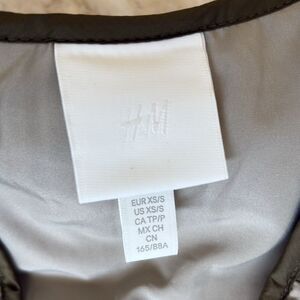 H&M
EUR XS/S
US XS/S
CA TP/P
MX CH
CN
165/88A